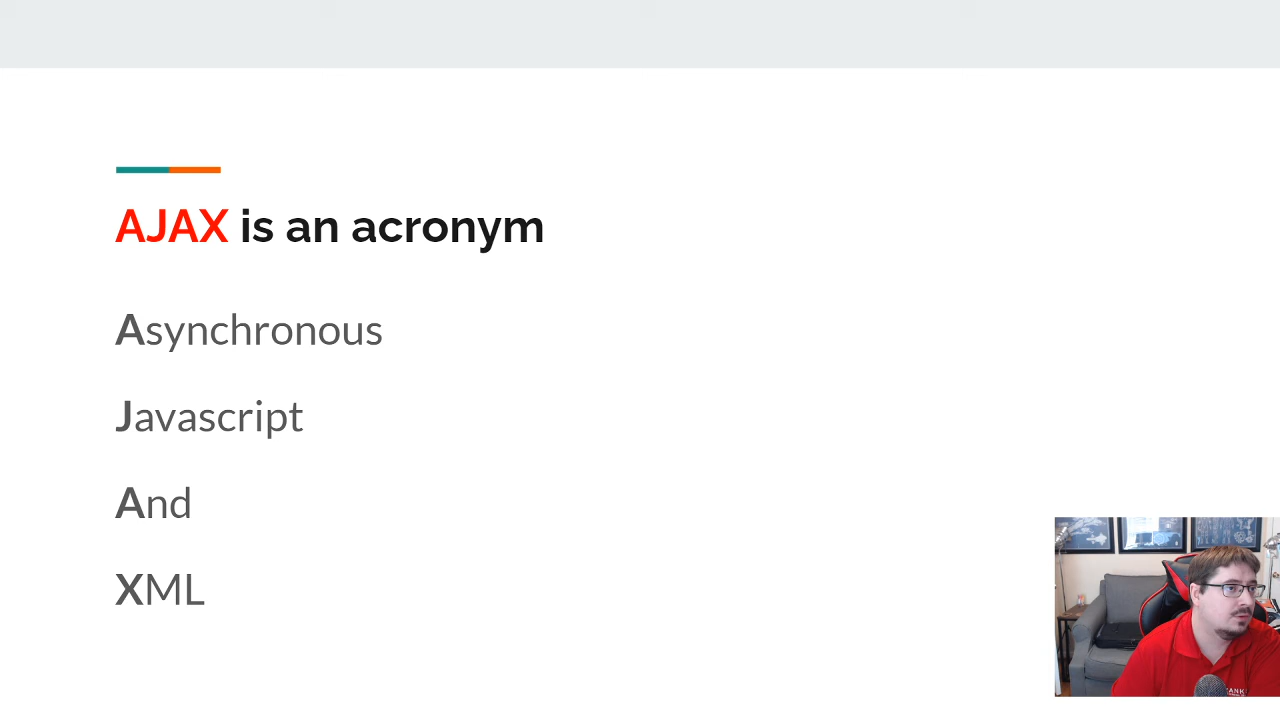 AJAX is an acronym
Asynchronous
Javascript
And
XML